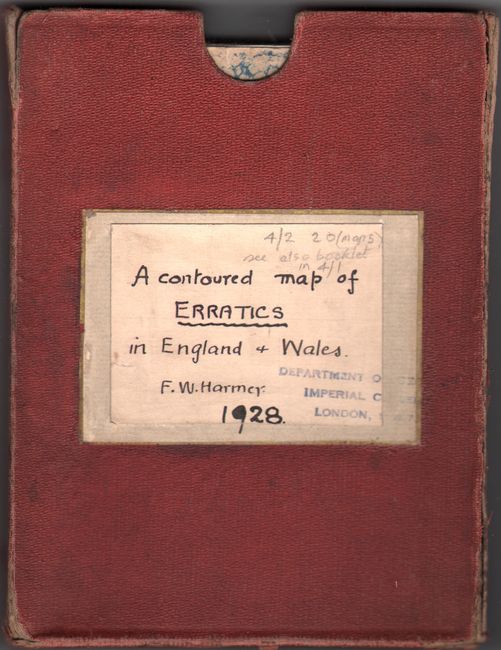 4/2 20 (maps)
see also booklet
in 4/1
A contoured map of
ERRATICS
in England + Wales.
F. W. Harmer.
1928.
DEPARTMENT O
IMPERIAL C
LONDON, S